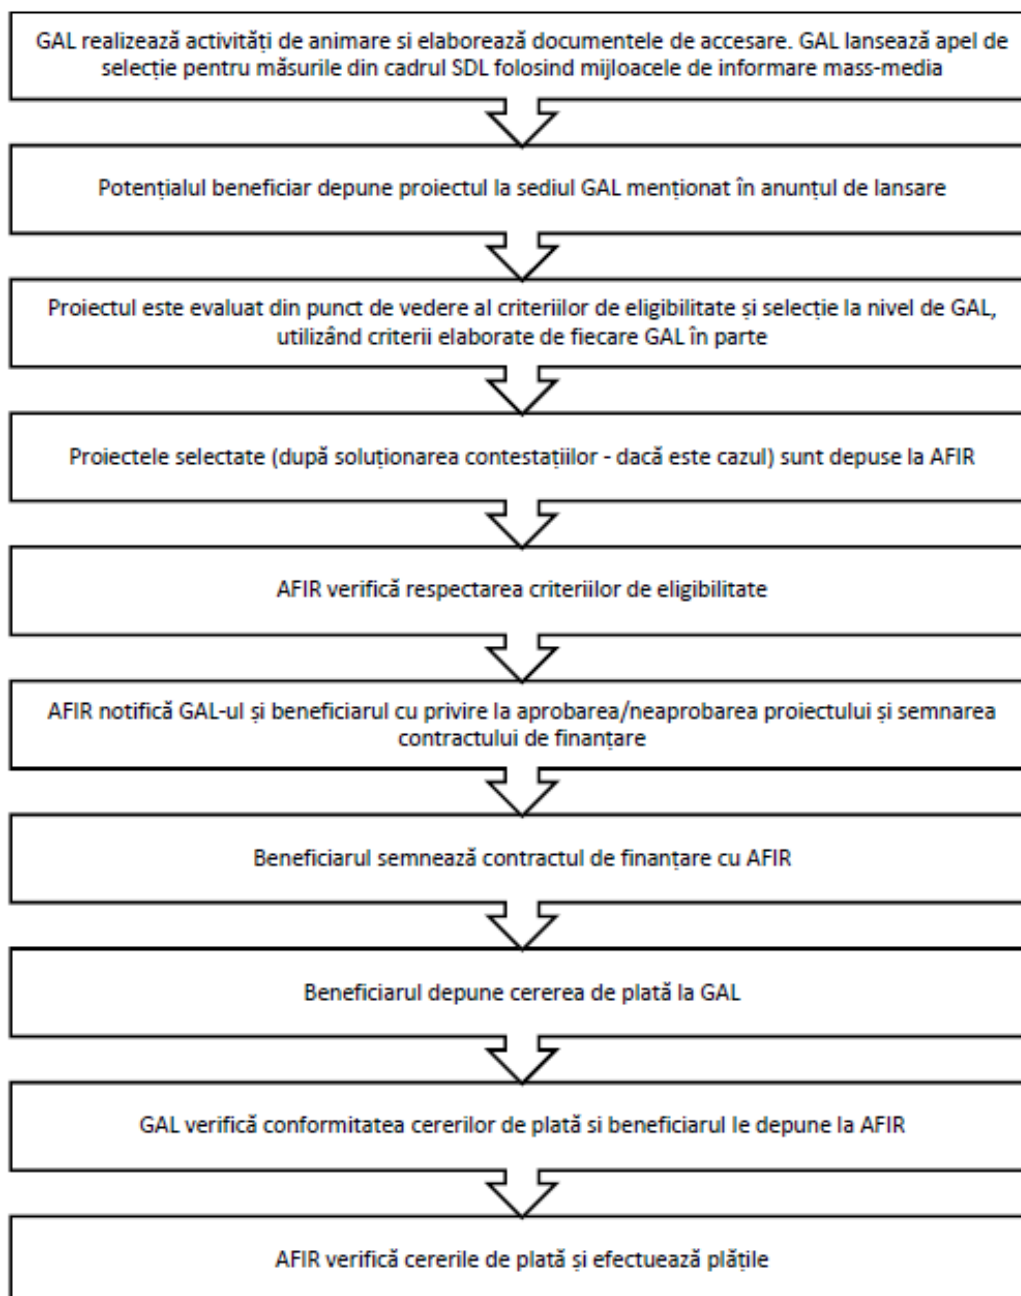 GAL realizează activități de animare si elaborează documentele de accesare. GAL lansează apel de
selecție pentru măsurile din cadrul SDL folosind mijloacele de informare mass-media
Potențialul beneficiar depune proiectul la sediul GAL menționat în anunțul de lansare
Proiectul este evaluat din punct de vedere al criteriilor de eligibilitate și selecție la nivel de GAL,
utilizând criterii elaborate de fiecare GAL în parte
Proiectele selectate (după soluționarea contestațiilor - dacă este cazul) sunt depuse la AFIR
AFIR verifică respectarea criteriilor de eligibilitate
AFIR notifică GAL-ul și beneficiarul cu privire la aprobarea/neaprobarea proiectului și semnarea
contractului de finanțare
Beneficiarul semnează contractul de finanțare cu AFIR
Beneficiarul depune cererea de plată la GAL
GAL verifică conformitatea cererilor de plată si beneficiarul le depune la AFIR
AFIR verifică cererile de plată și efectuează plățile